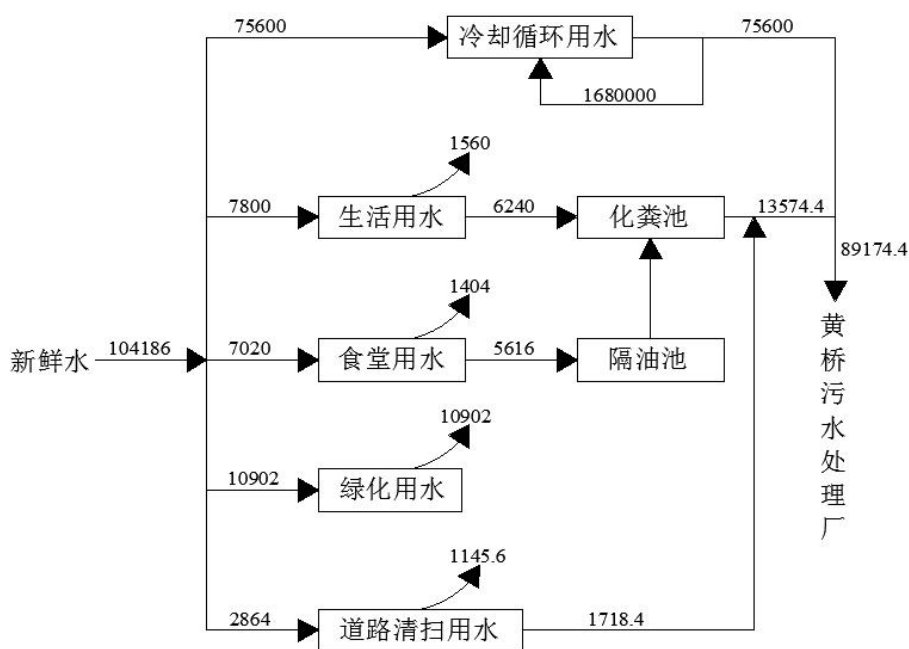 75600
冷却循环用水
75600
1680000
1560
7800
生活用水
6240
化粪池
13574.4
89174.4
1404
新鲜水
104186
7020
食堂用水
5616
隔油池
黄桥污水处理厂
10902
10902
绿化用水
1145.6
2864
道路清扫用水
1718.4